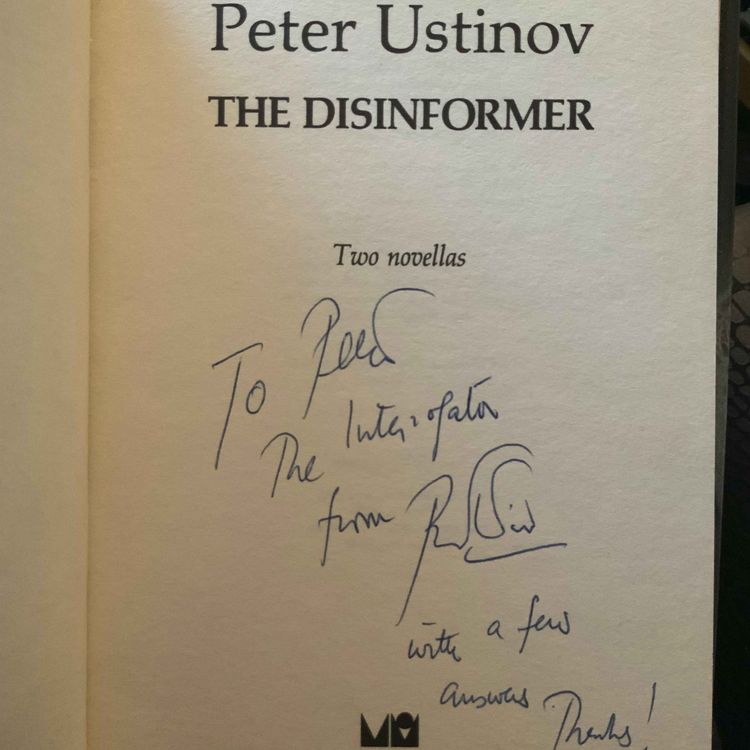 Peter Ustinov
THE DISINFORMER
Two novellas
To
The Interrogator
from
with a few
answers Thanks!